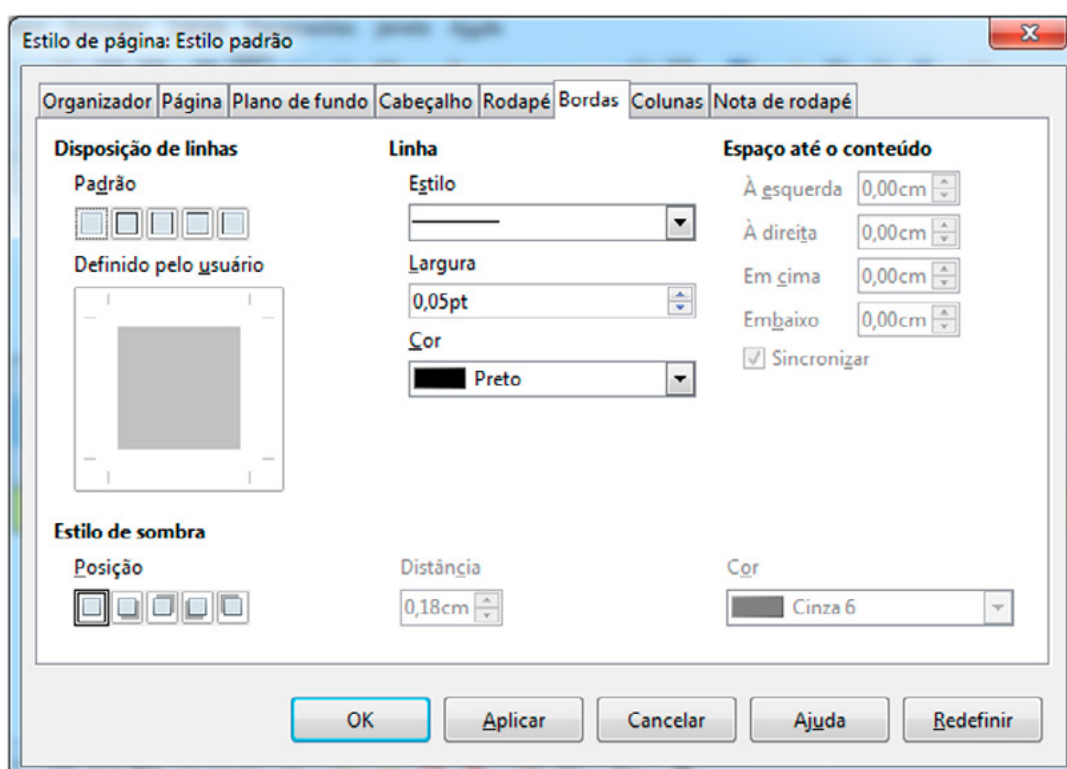 Estilo de página: Estilo padrão
Organizador Página Plano de fundo Cabeçalho Rodapé Bordas Colunas Nota de rodapé
Disposição de linhas
Padrão
Definido pelo usuário
Linha
Estilo
Largura
0,05pt
Cor
Preto
Espaço até o conteúdo
À esquerda 0,00cm
À direita 0,00cm
Em cima 0,00cm
Embaixo 0,00cm
Sincronizar
Estilo de sombra
Posição
Distância
0,18cm
Cor
Cinza 6
OK Aplicar Cancelar Ajuda Redefinir